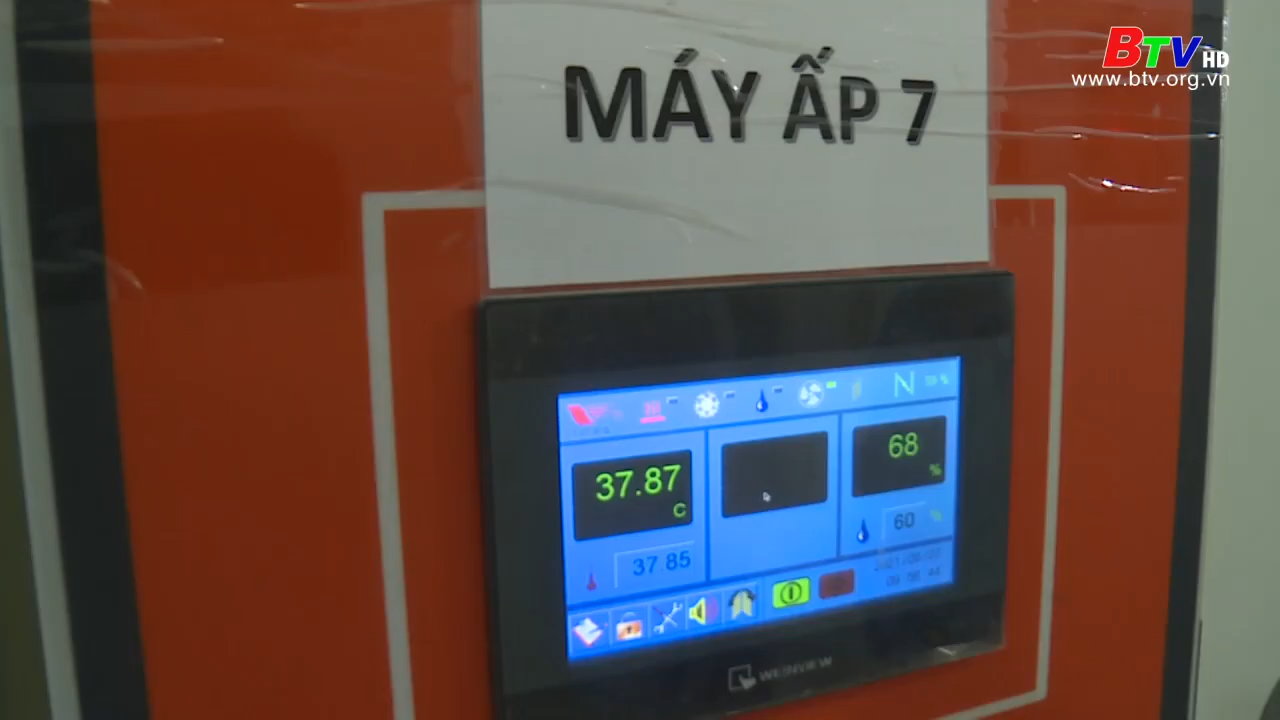 BTV HD
www.btv.org.vn
MÁY ẤP 7
N
37.87
C
68
%
37.85
60 %
WEINVIEW